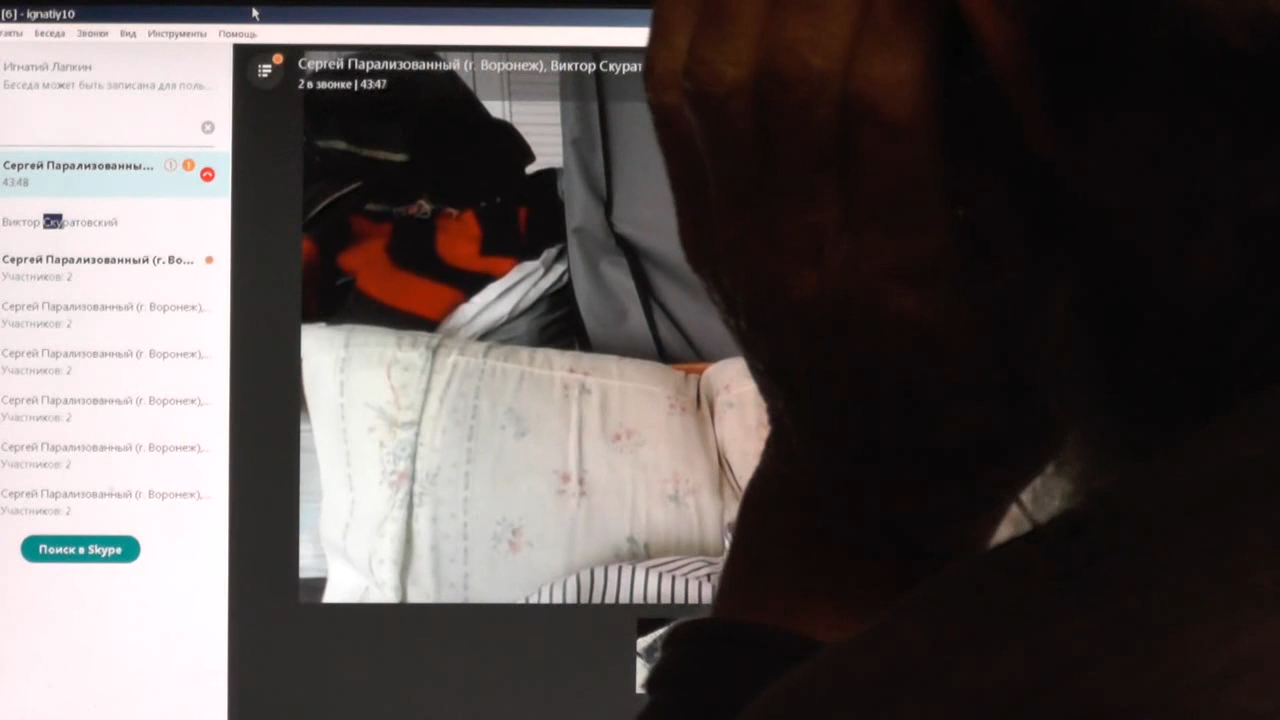 [6] - ignatiy10
такты Беседа Звонки Вид Инструменты Помощь
Игнатий Лапкин
Беседа может быть записана для поль...
Сергей Парализованны... 1 1
43:48
Виктор Скуратовский
Сергей Парализованный (г. Во...
Участников: 2
Сергей Парализованный (г. Воронеж),...
Участников: 2
Сергей Парализованный (г. Воронеж),...
Участников: 2
Сергей Парализованный (г. Воронеж),...
Участников: 2
Сергей Парализованный (г. Воронеж),...
Участников: 2
Сергей Парализованный (г. Воронеж),...
Участников: 2
Поиск в Skype
Сергей Парализованный (г. Воронеж), Виктор Скурат
2 в звонке | 43:47